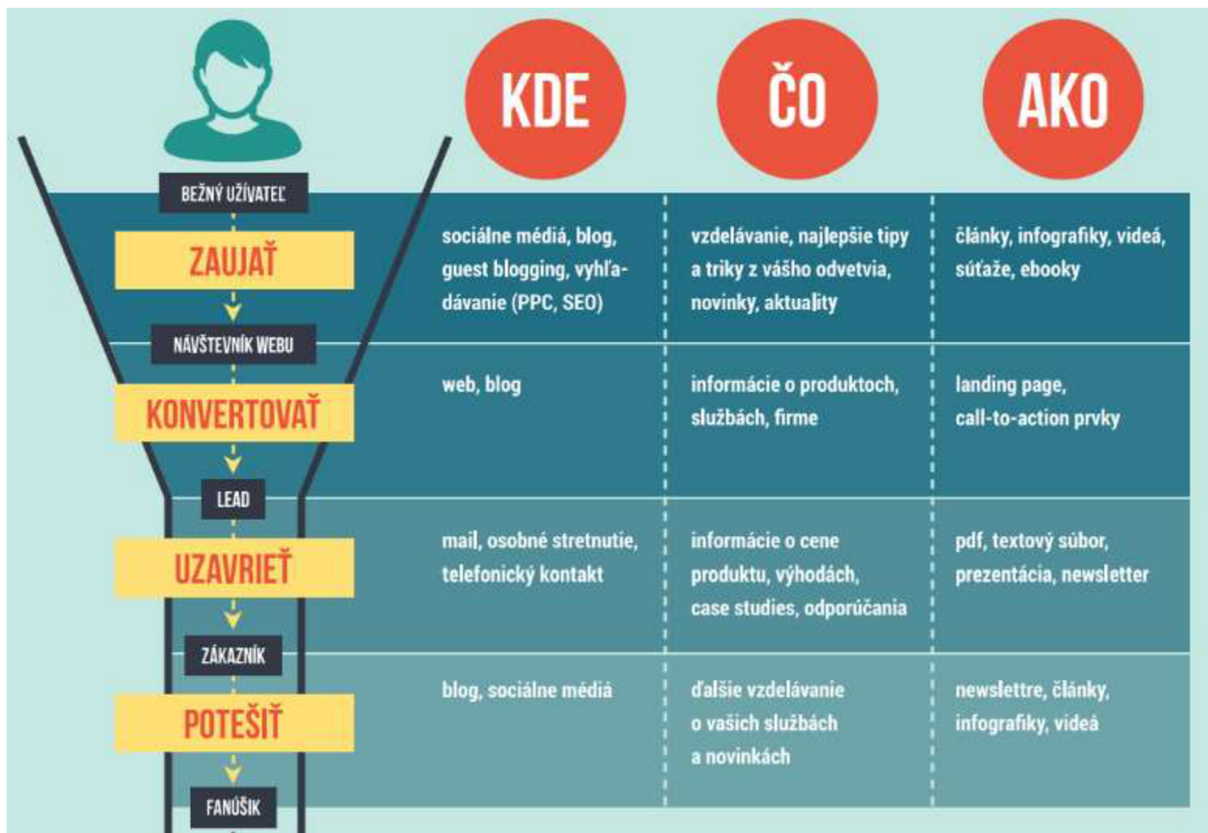 KDE
ČO
AKO
BEŽNÝ UŽÍVATEĽ
ZAUJAŤ
sociálne médiá, blog,
guest blogging, vyhľa-
dávanie (PPC, SEO)
vzdelávanie, najlepšie tipy
a triky z vášho odvetvia,
novinky, aktuality
články, infografiky, videá,
súťaže, ebooky
NÁVŠTEVNÍK WEBU
KONVERTOVAŤ
web, blog
informácie o produktoch,
službách, firme
landing page,
call-to-action prvky
LEAD
UZAVRIEŤ
mail, osobné stretnutie,
telefonický kontakt
informácie o cene
produktu, výhodách,
case studies, odporúčania
pdf, textový súbor,
prezentácia, newsletter
ZÁKAZNÍK
POTEŠIŤ
blog, sociálne médiá
ďalšie vzdelávanie
o vašich službách
a novinkách
newslettre, články,
infografiky, videá
FANÚŠIK